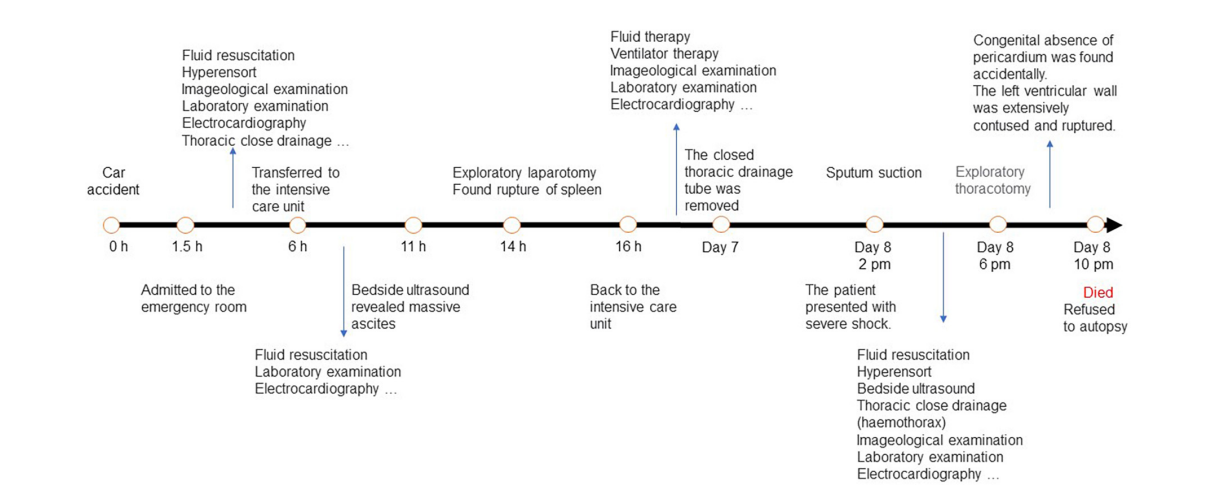 Fluid resuscitation
Hyperensort
Imageological examination
Laboratory examination
Electrocardiography
Thoracic close drainage …
Fluid therapy
Ventilator therapy
Imageological examination
Laboratory examination
Electrocardiography …
Congenital absence of
pericardium was found
accidentally.
The left ventricular wall
was extensively
contused and ruptured.
Car
accident
Transferred to
the intensive
care unit
Exploratory laparotomy
Found rupture of spleen
The closed
thoracic drainage
tube was
removed
Sputum suction
Exploratory
thoracotomy
0 h
1.5 h
6 h
11 h
14 h
16 h
Day 7
Day 8
2 pm
Day 8
6 pm
Day 8
10 pm
Admitted to the
emergency room
Bedside ultrasound
revealed massive
ascites
Back to the
intensive care
unit
The patient
presented with
severe shock.
Died
Refused
to autopsy
Fluid resuscitation
Laboratory examination
Electrocardiography …
Fluid resuscitation
Hyperensort
Bedside ultrasound
Thoracic close drainage
(haemothorax)
Imageological examination
Laboratory examination
Electrocardiography …